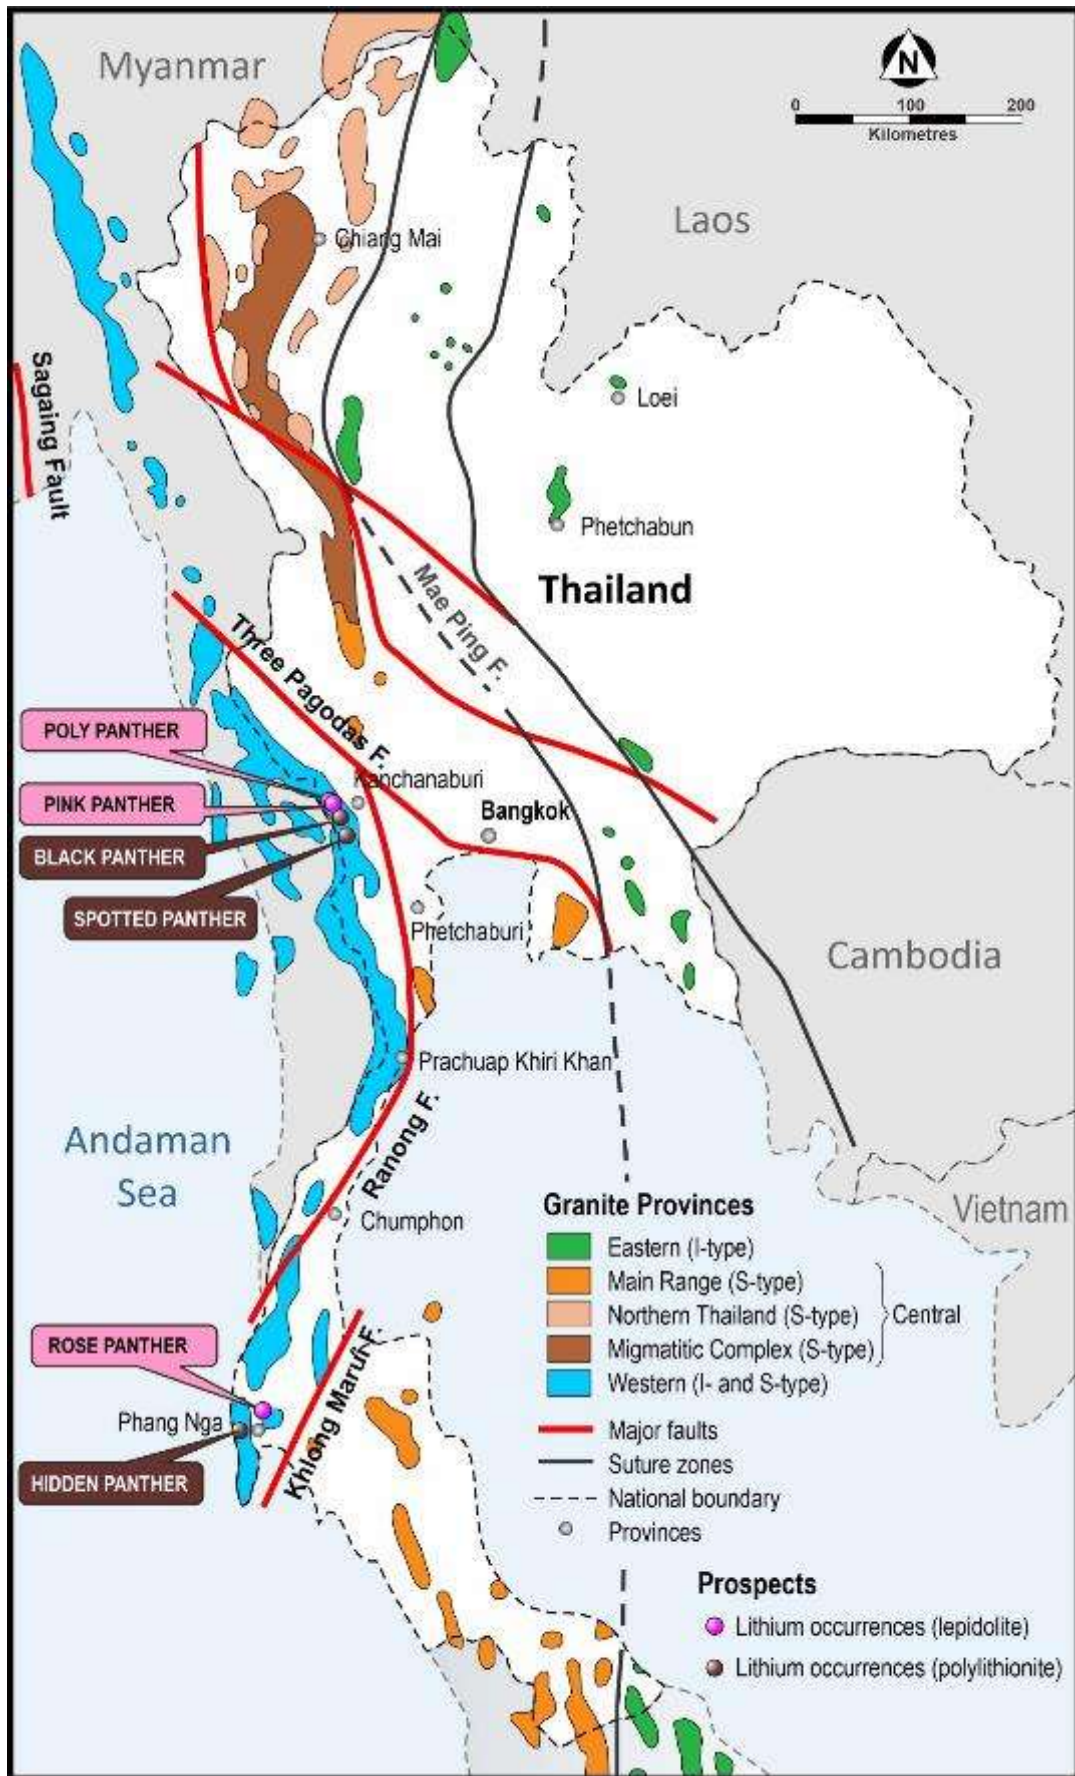 Myanmar
N
0 100 200
Kilometres
Laos
Chiang Mai
Sagaing Fault
Loei
Phetchabun
Thailand
Mae Ping F.
Three Pagodas F.
POLY PANTHER
Kanchanaburi
PINK PANTHER
Bangkok
BLACK PANTHER
SPOTTED PANTHER
Phetchaburi
Cambodia
Prachuap Khiri Khan
Andaman
Sea
Ranong F.
Chumphon
Vietnam
Granite Provinces
Eastern (I-type)
Main Range (S-type)
Northern Thailand (S-type)
Central
Migmatitic Complex (S-type)
Western (I- and S-type)
ROSE PANTHER
Khlong Marui F.
Phang Nga
HIDDEN PANTHER
Major faults
Suture zones
National boundary
Provinces
Prospects
Lithium occurrences (lepidolite)
Lithium occurrences (polylithionite)